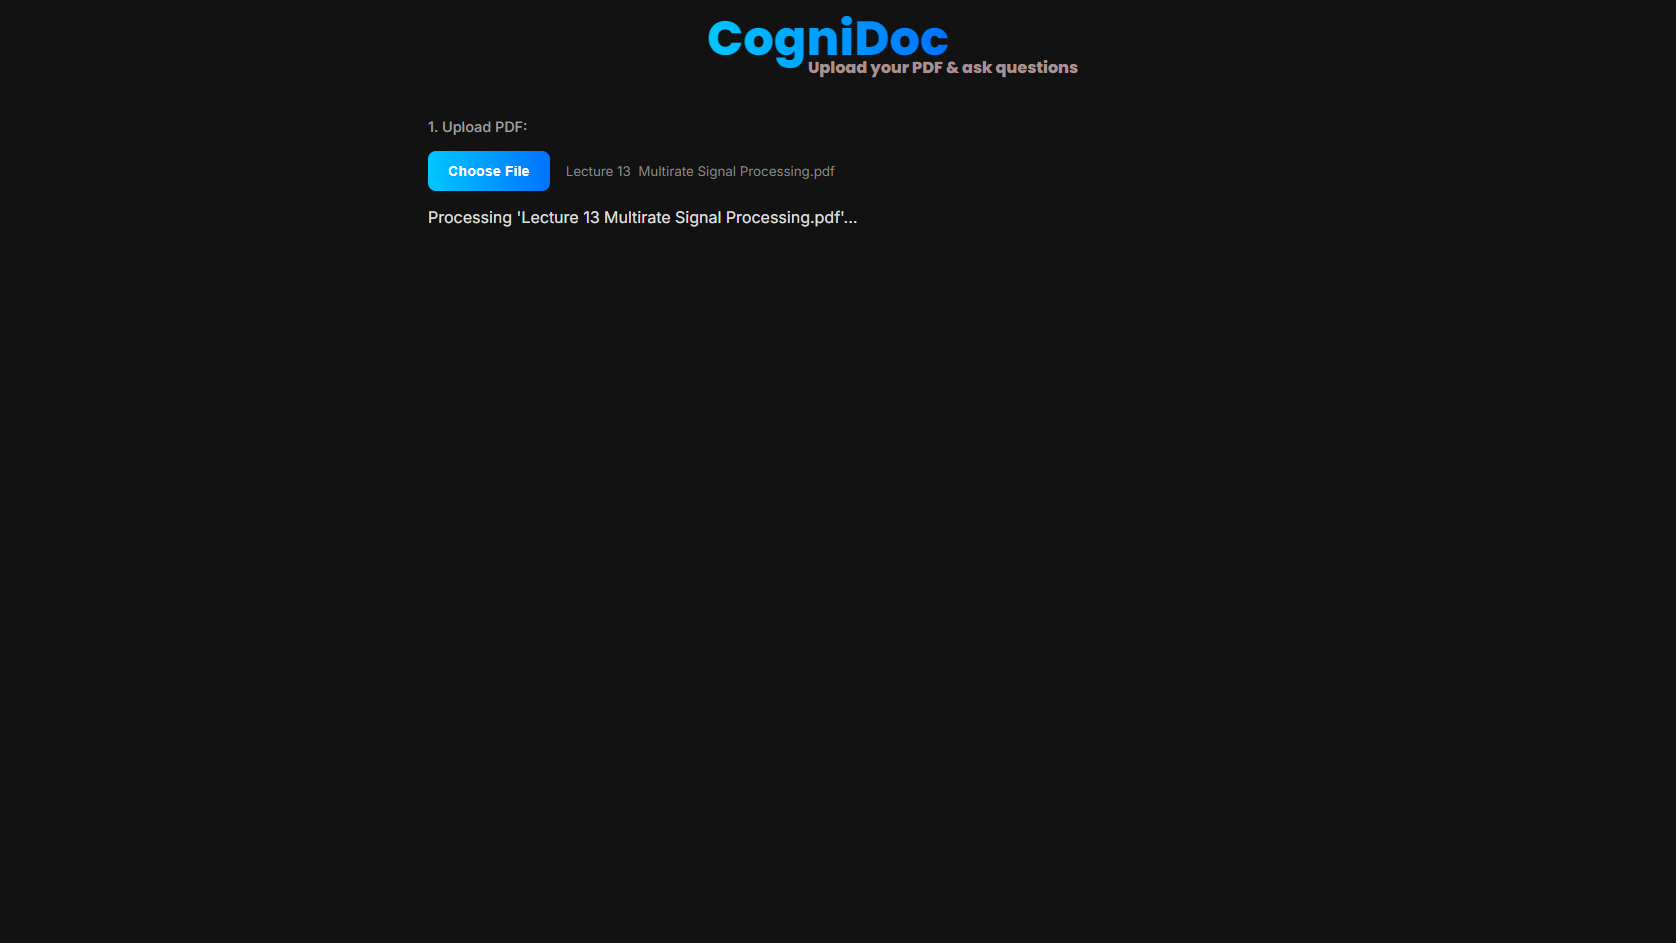 CogniDoc
Upload your PDF & ask questions
1. Upload PDF:
Choose File
Lecture 13  Multirate Signal Processing.pdf
Processing 'Lecture 13 Multirate Signal Processing.pdf'...